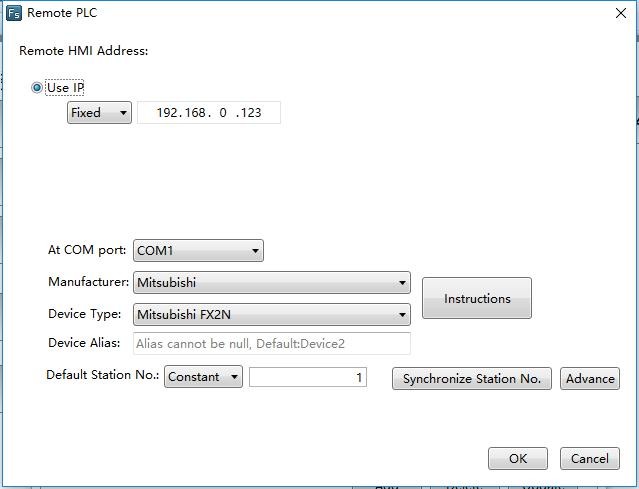 Fs Remote PLC
Remote HMI Address:
Use IP
Fixed 192.168. 0 .123
At COM port: COM1
Manufacturer: Mitsubishi
Instructions
Device Type: Mitsubishi FX2N
Device Alias: Alias cannot be null, Default:Device2
Default Station No.: Constant 1 Synchronize Station No. Advance
OK Cancel